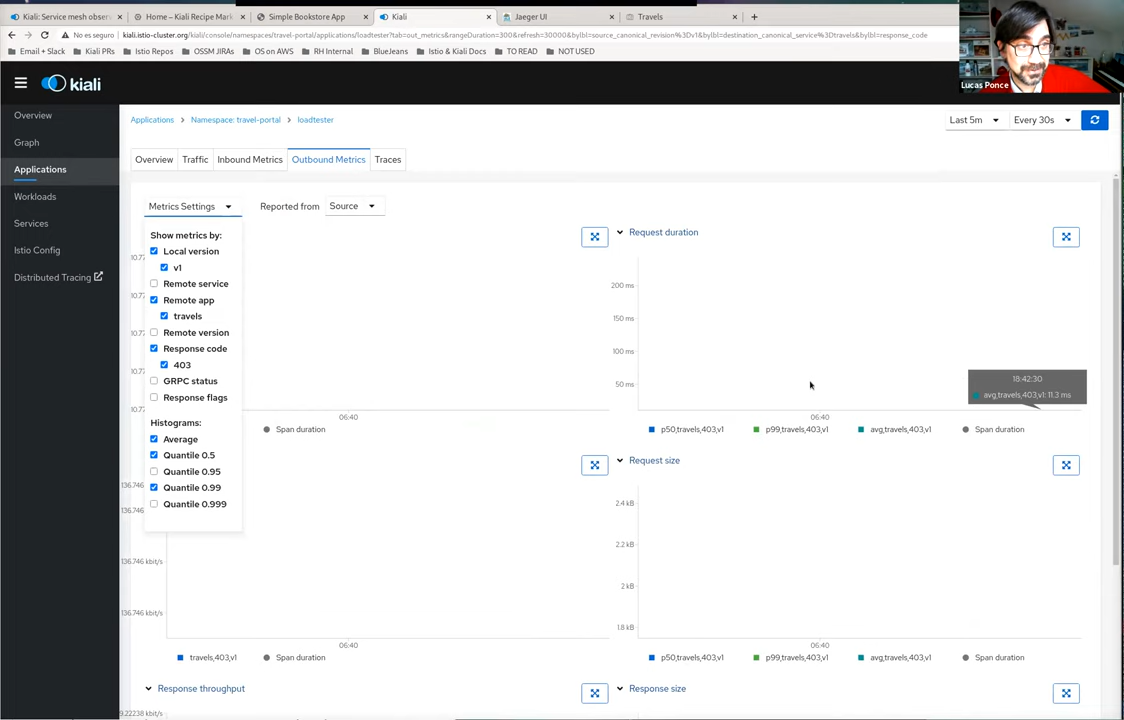 Kiali: Service mesh obser
Home – Kiali Recipe Mark
Simple Bookstore App
Kiali
Jaeger UI
Travels
No es seguro
kiali.istio-cluster.org/kiali/console/namespaces/travel-portal/applications/loadtester?tab=out_metrics&rangeDuration=300&refresh=30000&bylbl=source_canonical_revision%3Dv1&bylbl=destination_canonical_service%3Dtravels&bylbl=response_code
Email + Slack
Kiali PRs
Istio Repos
OSSM JIRAs
OS on AWS
RH Internal
BlueJeans
Istio & Kiali Docs
TO READ
NOT USED
Lucas Ponce
kiali
Overview
Graph
Applications
Workloads
Services
Istio Config
Distributed Tracing
Applications > Namespace: travel-portal > loadtester
Last 5m
Every 30s
Overview
Traffic
Inbound Metrics
Outbound Metrics
Traces
Metrics Settings
Reported from
Source
Show metrics by:
Local version
v1
Remote service
Remote app
travels
Remote version
Response code
403
GRPC status
Response flags
Histograms:
Average
Quantile 0.5
Quantile 0.95
Quantile 0.99
Quantile 0.999
06:40
Span duration
Request duration
200 ms
150 ms
100 ms
50 ms
18:42:30
avg,travels,403,v1: 11.3 ms
06:40
p50,travels,403,v1
p99,travels,403,v1
avg,travels,403,v1
Span duration
136.746 kbit/s
136.746 kbit/s
06:40
travels,403,v1
Span duration
Request size
2.4 kB
2.2 kB
2 kB
1.8 kB
06:40
p50,travels,403,v1
p99,travels,403,v1
avg,travels,403,v1
Span duration
Response throughput
Response size